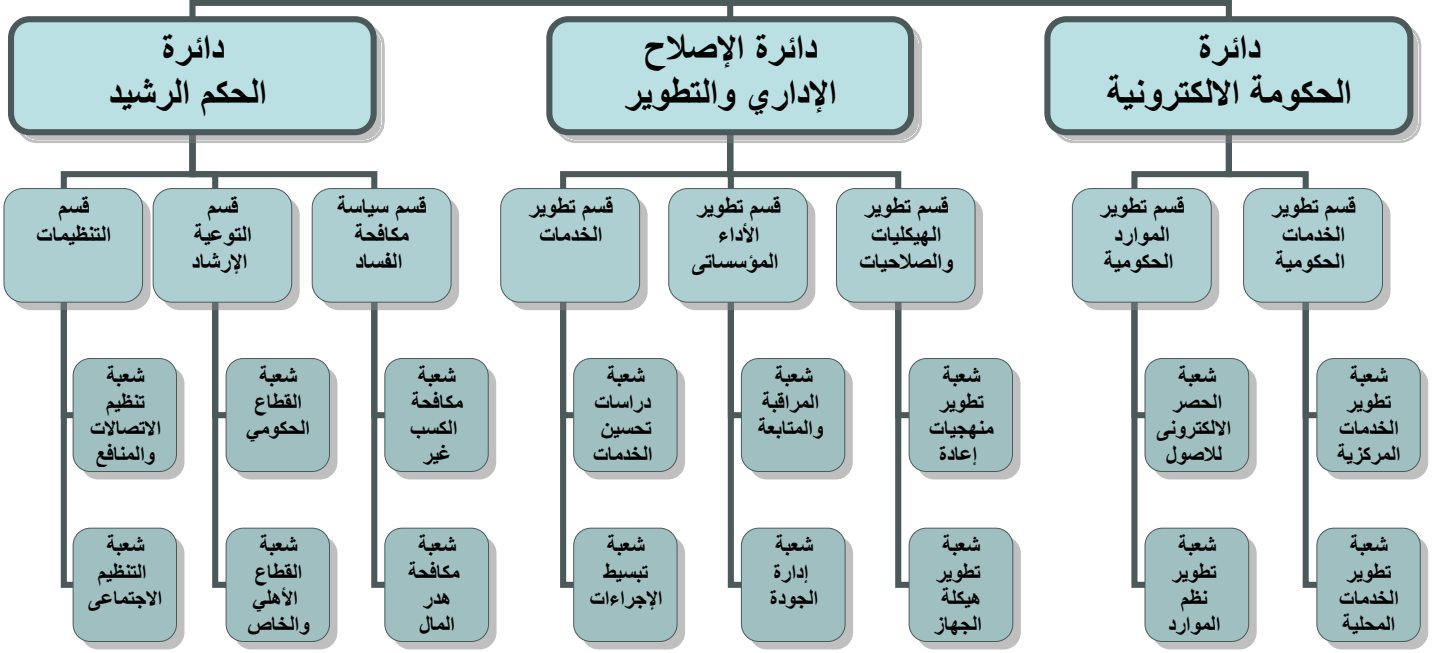 دائرة
الحكومة الالكترونية
دائرة الإصلاح
الإداري والتطوير
دائرة
الحكم الرشيد
قسم تطوير
الخدمات
الحكومية
قسم تطوير
الموارد
الحكومية
قسم تطوير
الهيكليات
والصلاحيات
قسم تطوير
الأداء
المؤسساتى
قسم تطوير
الخدمات
قسم سياسة
مكافحة
الفساد
قسم
التوعية
الإرشاد
قسم
التنظيمات
شعبة
تطوير
الخدمات
المركزية
شعبة
الحصر
الالكترونى
للاصول
شعبة
تطوير
منهجيات
إعادة
شعبة
المراقبة
والمتابعة
شعبة
دراسات
تحسين
الخدمات
شعبة
مكافحة
الكسب
غير
شعبة
القطاع
الحكومي
شعبة
تنظيم
الاتصالات
والمنافع
شعبة
تطوير
الخدمات
المحلية
شعبة
تطوير
نظم
الموارد
شعبة
تطوير
هيكلة
الجهاز
شعبة
إدارة
الجودة
شعبة
تبسيط
الإجراءات
شعبة
مكافحة
هدر
المال
شعبة
القطاع
الأهلي
والخاص
شعبة
التنظيم
الاجتماعى